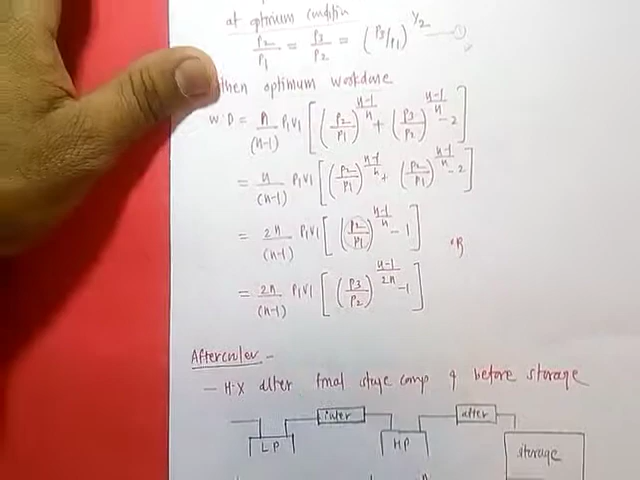 at optimum condition
P2/P1 = P3/P2 = (P3/P1)^1/2 — ①
then optimum workdone
W.D = n/(n-1) P1V1 [(P2/P1)^(n-1)/n + (P3/P2)^(n-1)/n - 2]
= n/(n-1) P1V1 [(P2/P1)^(n-1)/n + (P2/P1)^(n-1)/n - 2]
= 2n/(n-1) P1V1 [(P2/P1)^(n-1)/n - 1]
= 2n/(n-1) P1V1 [(P3/P2)^(n-1)/2n - 1]
Aftercooler -
- H.X after final stage comp & before storage
inter after
LP HP storage